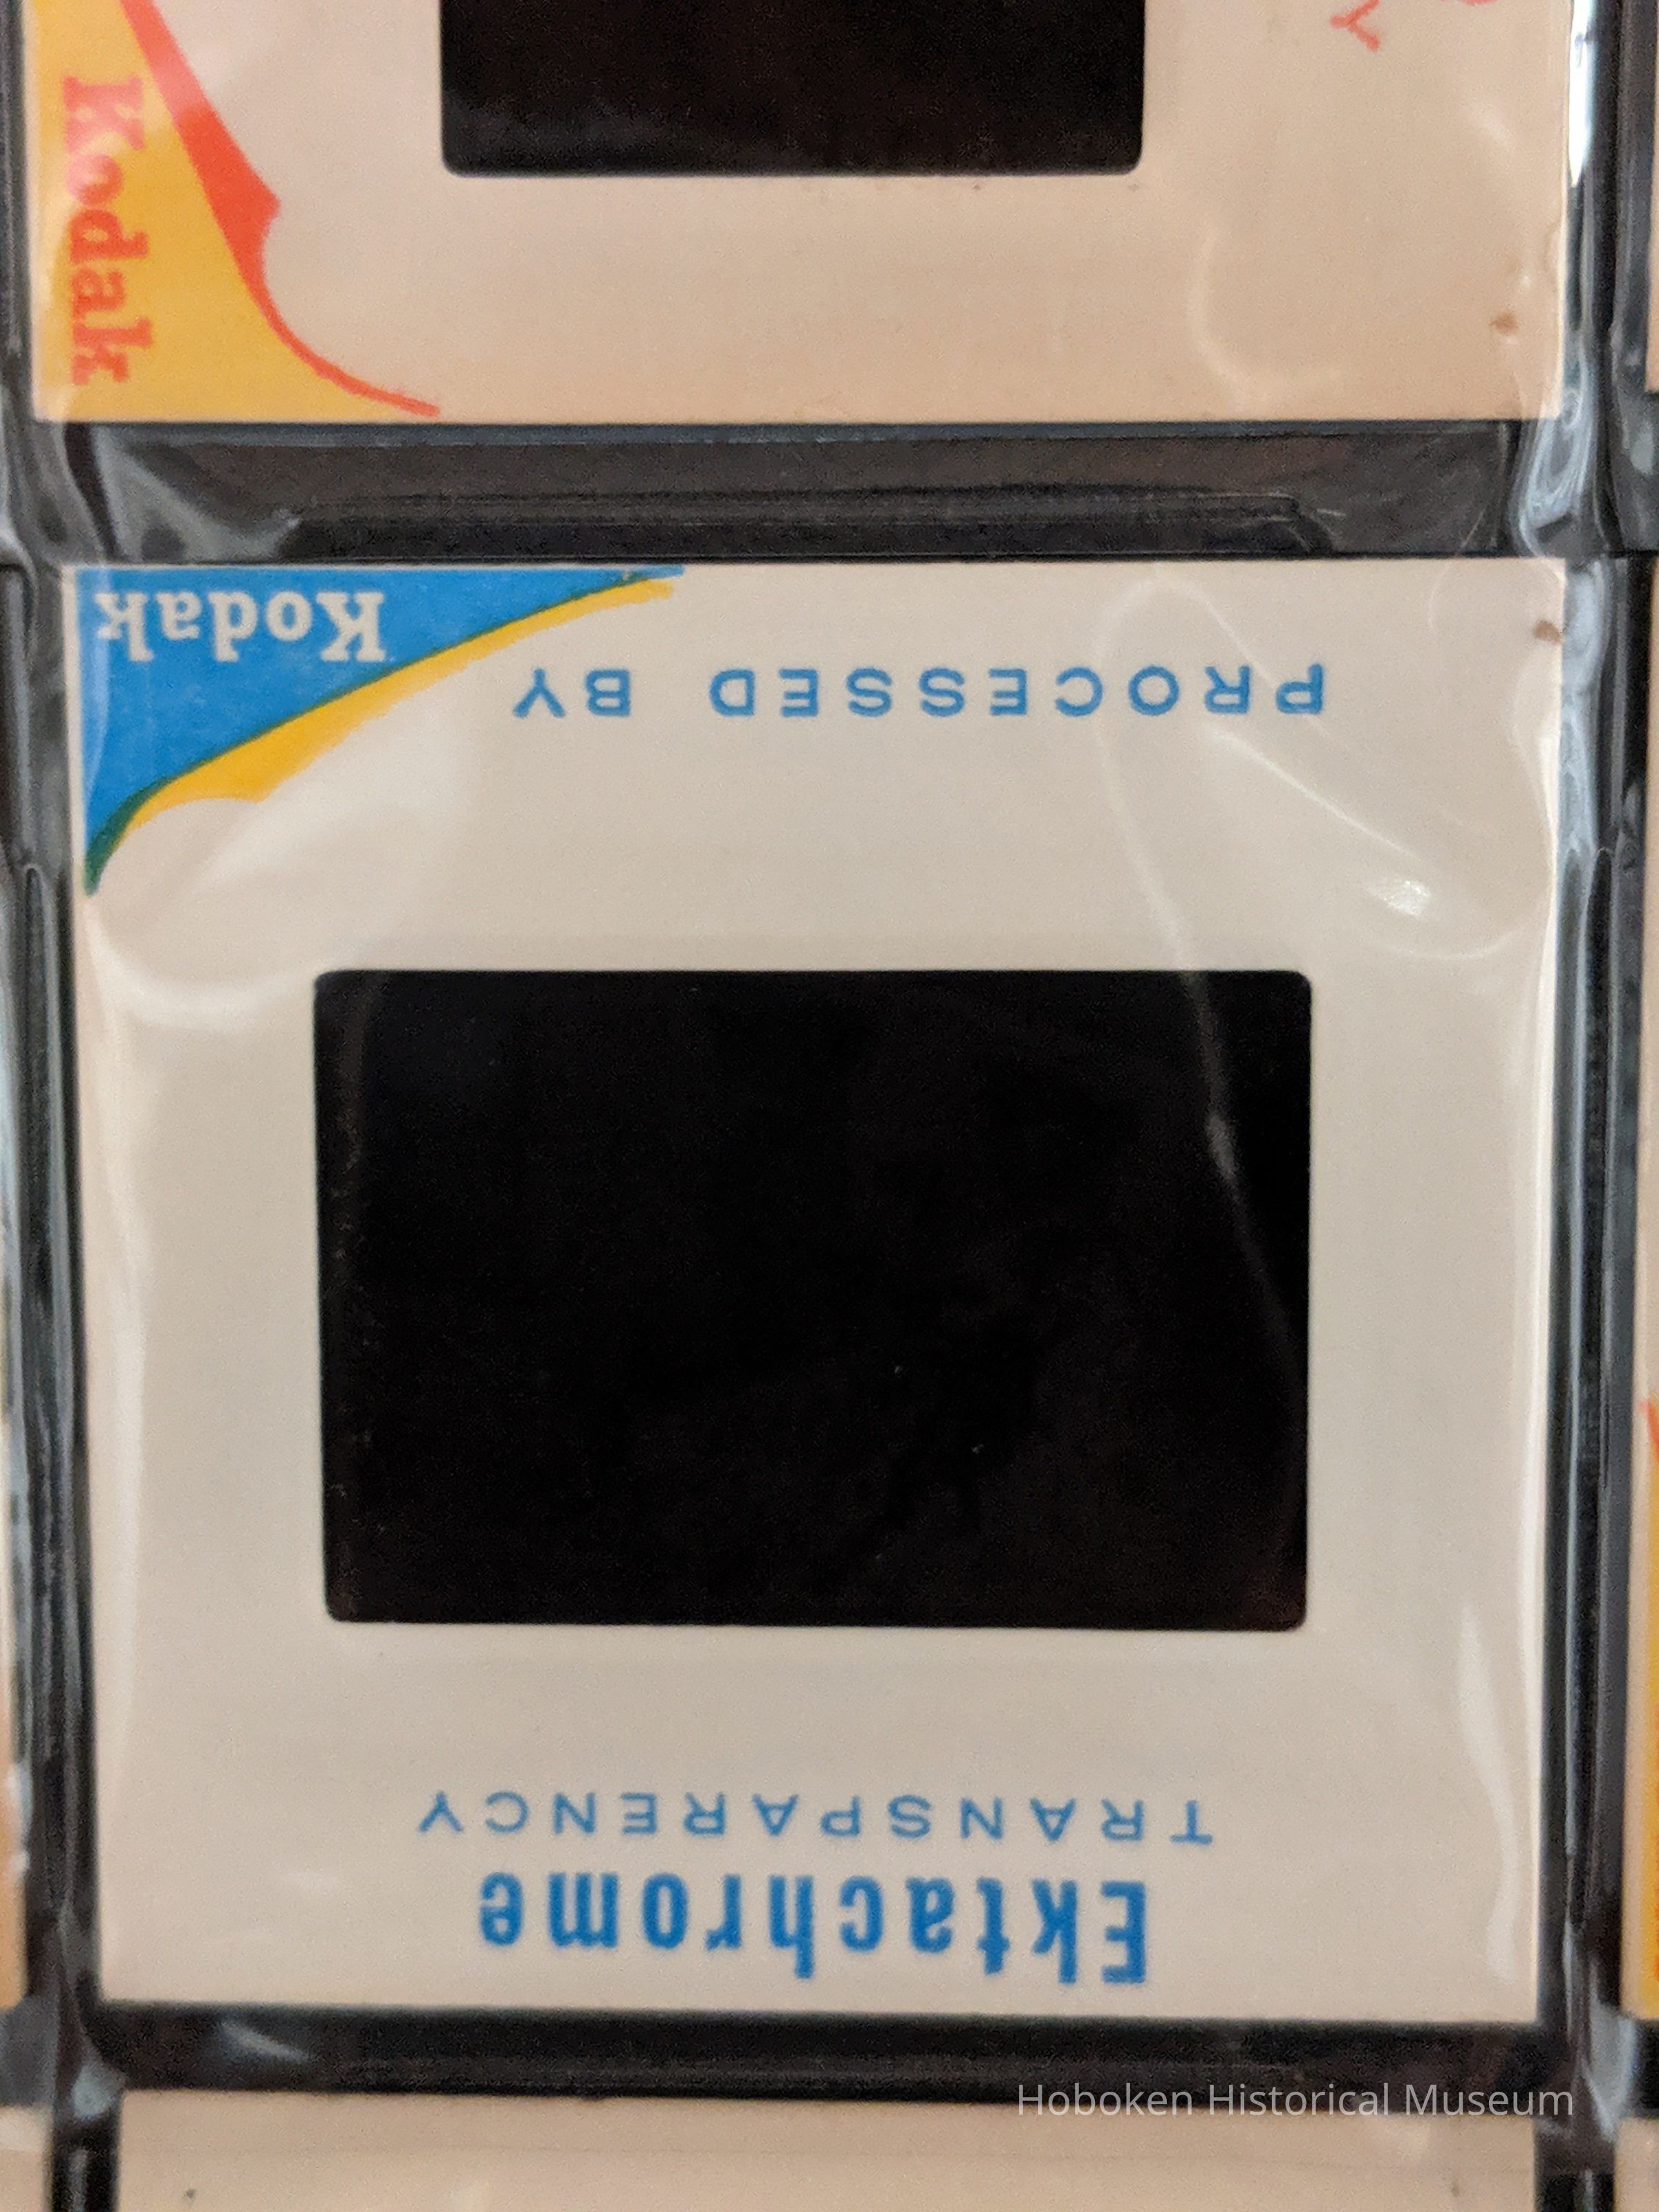 Kodak
Y
Ektachrome
TRANSPARENCY
PROCESSED BY
Kodak
Hoboken Historical Museum